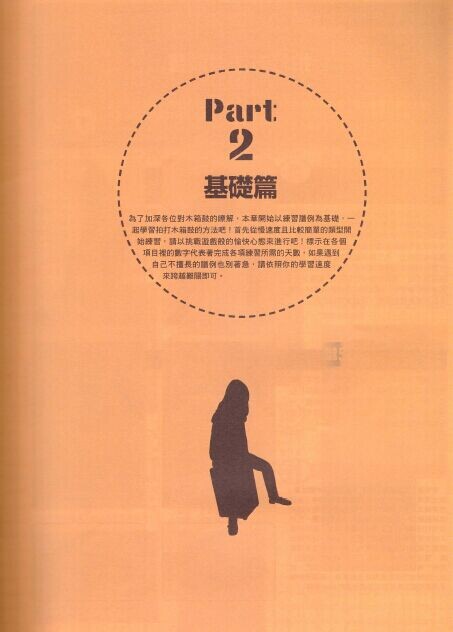 Part
2
基礎篇
為了加深各位對木箱鼓的瞭解，本章開始以練習譜例為基礎，一
起學習拍打木箱鼓的方法吧！首先從慢速度且比較簡單的類型開
始練習，請以挑戰遊戲般的愉快心態來進行吧！標示在各個
項目裡的數字代表著完成各項練習所需的天數，如果遇到
自己不擅長的譜例也別著急，請依照你的學習速度
來跨越難關即可。